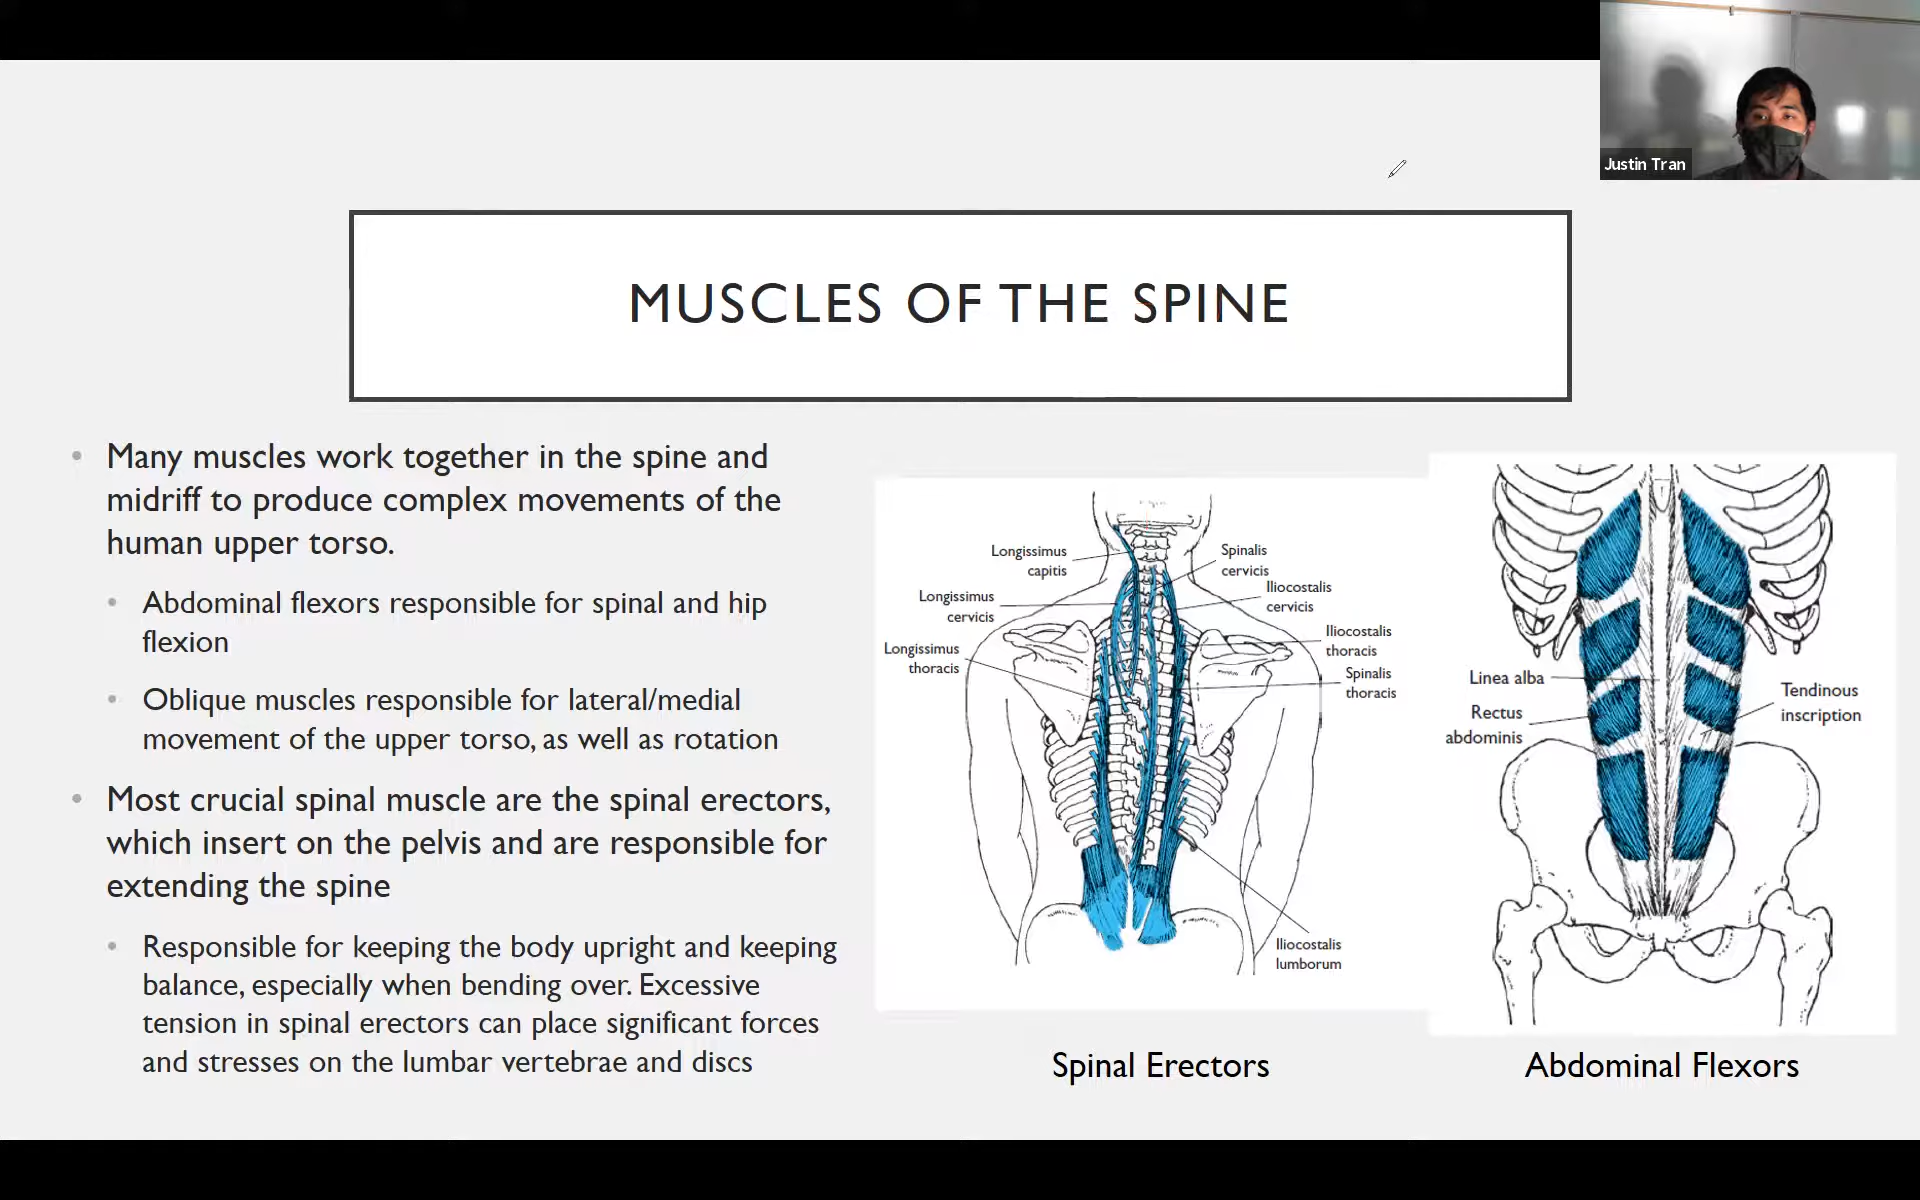 Justin Tran
MUSCLES OF THE SPINE
Many muscles work together in the spine and
midriff to produce complex movements of the
human upper torso.
Abdominal flexors responsible for spinal and hip
flexion
Oblique muscles responsible for lateral/medial
movement of the upper torso, as well as rotation
Most crucial spinal muscle are the spinal erectors,
which insert on the pelvis and are responsible for
extending the spine
Responsible for keeping the body upright and keeping
balance, especially when bending over. Excessive
tension in spinal erectors can place significant forces
and stresses on the lumbar vertebrae and discs
Longissimus
capitis
Longissimus
cervicis
Longissimus
thoracis
Spinalis
cervicis
Iliocostalis
cervicis
Iliocostalis
thoracis
Spinalis
thoracis
Iliocostalis
lumborum
Spinal Erectors
Linea alba
Rectus
abdominis
Tendinous
inscription
Abdominal Flexors